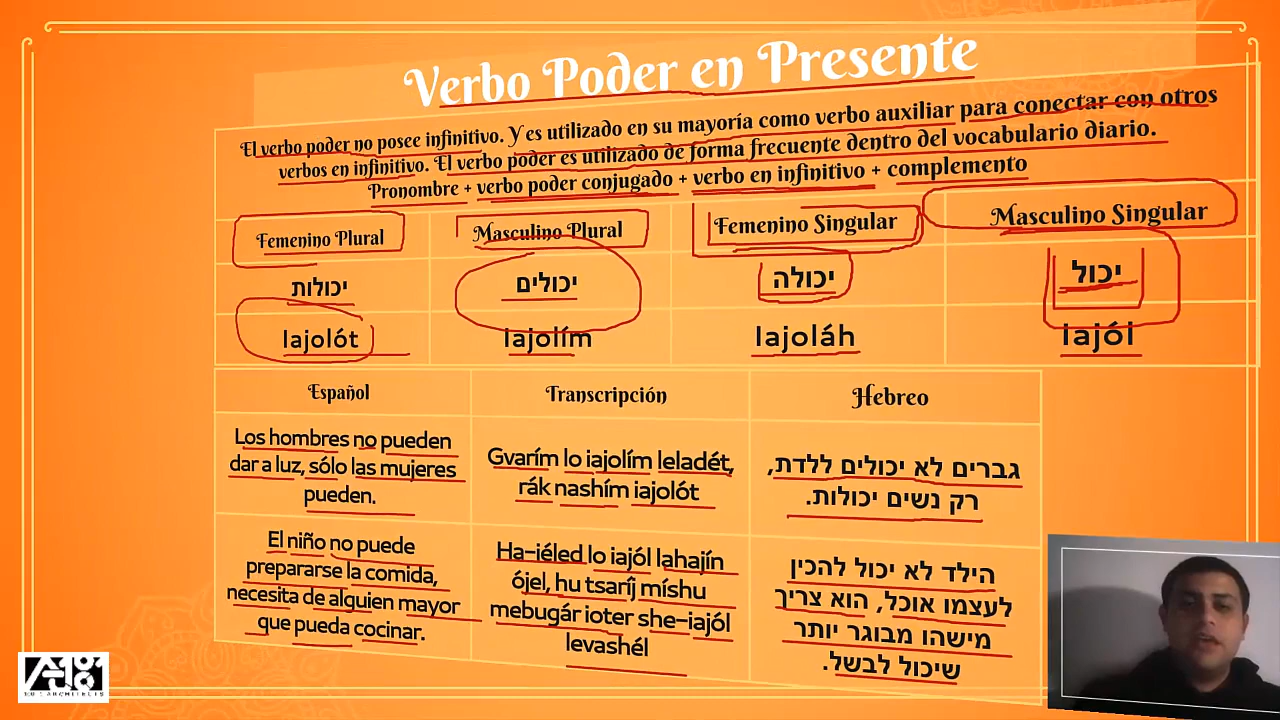 Verbo Poder en Presente
El verbo poder no posee infinitivo. Y es utilizado en su mayoría como verbo auxiliar para conectar con otros
verbos en infinitivo. El verbo poder es utilizado de forma frecuente dentro del vocabulario diario.
Pronombre + verbo poder conjugado + verbo en infinitivo + complemento
Femenino Plural
Masculino Plural
Femenino Singular
Masculino Singular
יכולות
יכולים
יכולה
יכול
Iajolót
Iajolím
Iajoláh
Iajól
Español
Transcripción
Hebreo
Los hombres no pueden
dar a luz, sólo las mujeres
pueden.
Gvarím lo iajolím leladét,
rák nashím iajolót
גברים לא יכולים ללדת,
רק נשים יכולות.
El niño no puede
prepararse la comida,
necesita de alguien mayor
que pueda cocinar.
Ha-iéled lo iajól lahajín
ójel, hu tsaríj míshu
mebugár ioter she-iajól
levashél
הילד לא יכול להכין
לעצמו אוכל, הוא צריך
מישהו מבוגר יותר
שיכול לבשל.